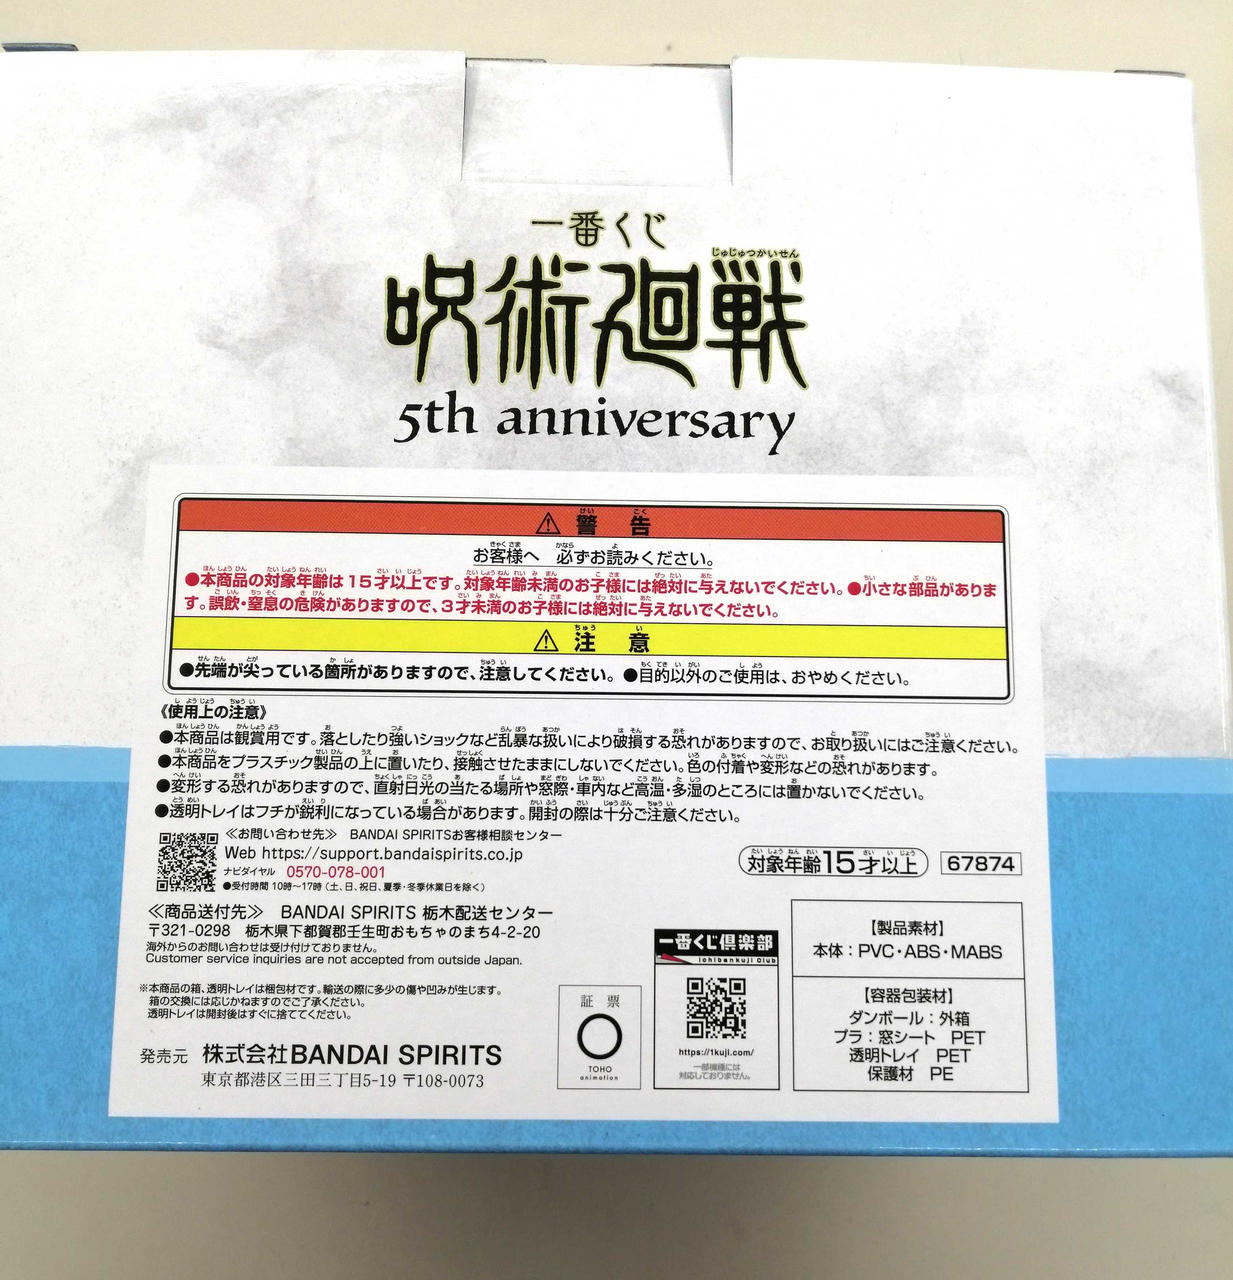 一番くじ
じゅじゅつかいせん
呪術廻戦
5th anniversary
⚠ 警告
お客様へ 必ずお読みください。
●本商品の対象年齢は15才以上です。対象年齢未満のお子様には絶対に与えないでください。●小さな部品がありま
す。誤飲・窒息の危険がありますので、3才未満のお子様には絶対に与えないでください。
⚠ 注意
●先端が尖っている箇所がありますので、注意してください。●目的以外のご使用は、おやめください。
《使用上の注意》
●本商品は観賞用です。落としたり強いショックなど乱暴な扱いにより破損する恐れがありますので、お取り扱いにはご注意ください。
●本商品をプラスチック製品の上に置いたり、接触させたままにしないでください。色の付着や変形などの恐れがあります。
●変形する恐れがありますので、直射日光の当たる場所や窓際・車内など高温・多湿のところには置かないでください。
●透明トレイはフチが鋭利になっている場合があります。開封の際は十分ご注意ください。
≪お問い合わせ先≫ BANDAI SPIRITSお客様相談センター
Web https://support.bandaispirits.co.jp
ナビダイヤル 0570-078-001
●受付時間 10時〜17時(土、日、祝日、夏季・冬季休業日を除く)
対象年齢15才以上
67874
≪商品送付先≫ BANDAI SPIRITS 栃木配送センター
〒321-0298 栃木県下都賀郡壬生町おもちゃのまち4-2-20
海外からのお問い合わせは受け付けておりません。
Customer service inquiries are not accepted from outside Japan.
※本商品の箱、透明トレイは梱包材です。輸送の際に多少の傷や凹みが生じます。
箱の交換には応じかねますのでご了承ください。
透明トレイは開封後はすぐに捨ててください。
発売元 株式会社BANDAI SPIRITS
東京都港区三田三丁目5-19 〒108-0073
証票
TOHO
animation
一番くじ倶楽部
ichibankuji Club
https://1kuji.com/
一部機種には
対応しておりません。
【製品素材】
本体:PVC・ABS・MABS
【容器包装材】
ダンボール:外箱
プラ:窓シート PET
透明トレイ PET
保護材 PE